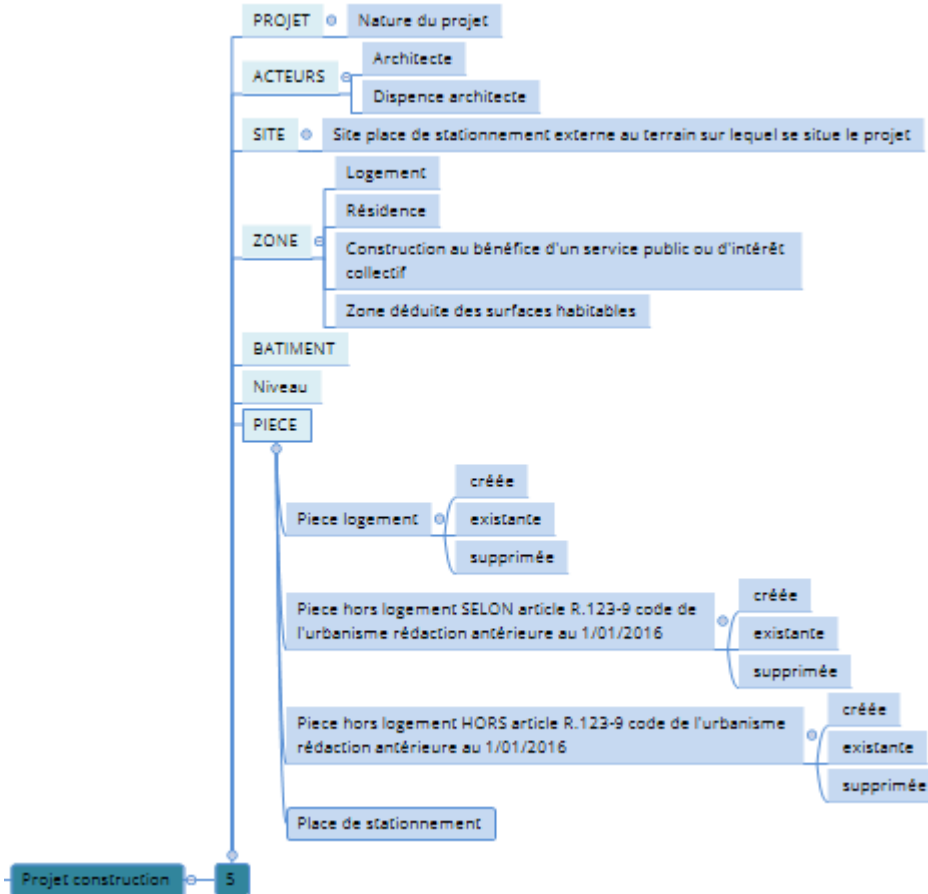 PROJET
Nature du projet
ACTEURS
Architecte
Dispence architecte
SITE
Site place de stationnement externe au terrain sur lequel se situe le projet
ZONE
Logement
Résidence
Construction au bénéfice d'un service public ou d'intérêt
collectif
Zone déduite des surfaces habitables
BATIMENT
Niveau
PIECE
Piece logement
créée
existante
supprimée
Piece hors logement SELON article R.123-9 code de
l'urbanisme rédaction antérieure au 1/01/2016
créée
existante
supprimée
Piece hors logement HORS article R.123-9 code de l'urbanisme
rédaction antérieure au 1/01/2016
créée
existante
supprimée
Place de stationnement
Projet construction
5